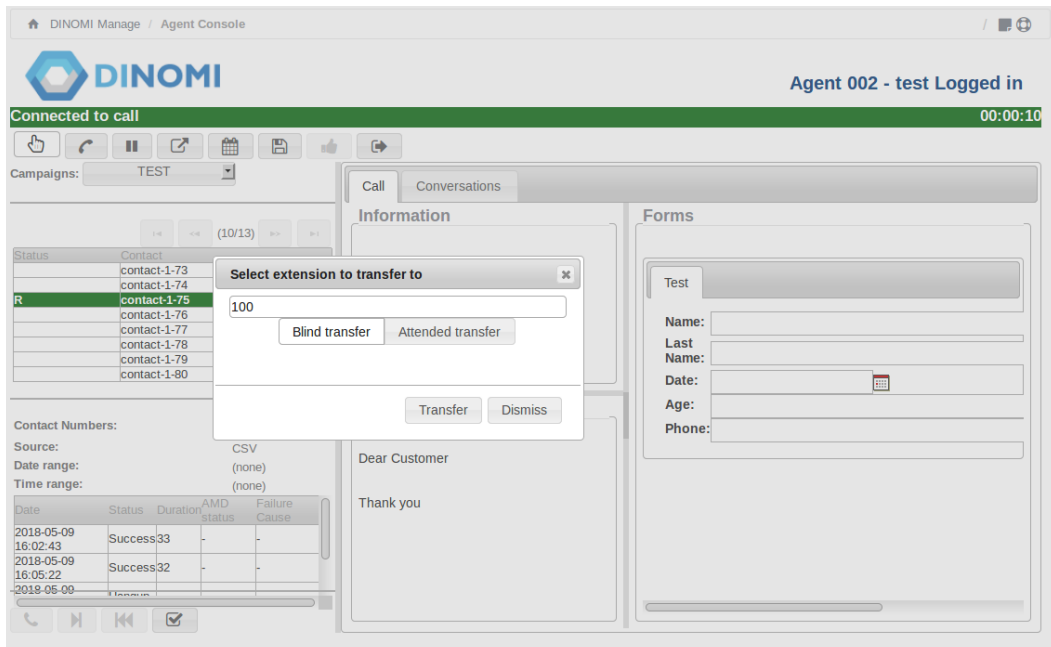 DINOMI Manage / Agent Console /
DINOMI
Agent 002 - test Logged in
Connected to call 00:00:10
Campaigns: TEST
(10/13)
Status Contact
contact-1-73
contact-1-74
R contact-1-75
contact-1-76
contact-1-77
contact-1-78
contact-1-79
contact-1-80
Contact Numbers:
Source: CSV
Date range: (none)
Time range: (none)
Date Status Duration AMD status Failure Cause
2018-05-09 16:02:43 Success 33 - -
2018-05-09 16:05:22 Success 32 - -
2018-05-09
Call Conversations
Information
Select extension to transfer to
100
Blind transfer Attended transfer
Transfer Dismiss
Dear Customer
Thank you
Forms
Test
Name:
Last Name:
Date:
Age:
Phone: